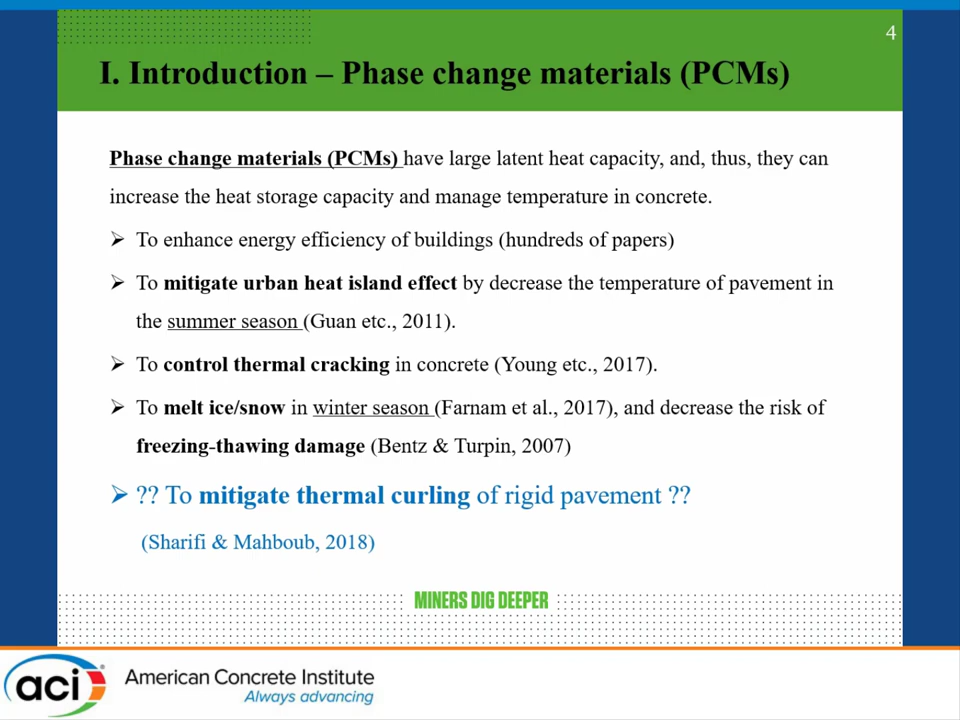 4
I. Introduction – Phase change materials (PCMs)
Phase change materials (PCMs) have large latent heat capacity, and, thus, they can
increase the heat storage capacity and manage temperature in concrete.
➢ To enhance energy efficiency of buildings (hundreds of papers)
➢ To mitigate urban heat island effect by decrease the temperature of pavement in
the summer season (Guan etc., 2011).
➢ To control thermal cracking in concrete (Young etc., 2017).
➢ To melt ice/snow in winter season (Farnam et al., 2017), and decrease the risk of
freezing-thawing damage (Bentz & Turpin, 2007)
➢ ?? To mitigate thermal curling of rigid pavement ??
(Sharifi & Mahboub, 2018)
MINERS DIG DEEPER
aci®
American Concrete Institute
Always advancing